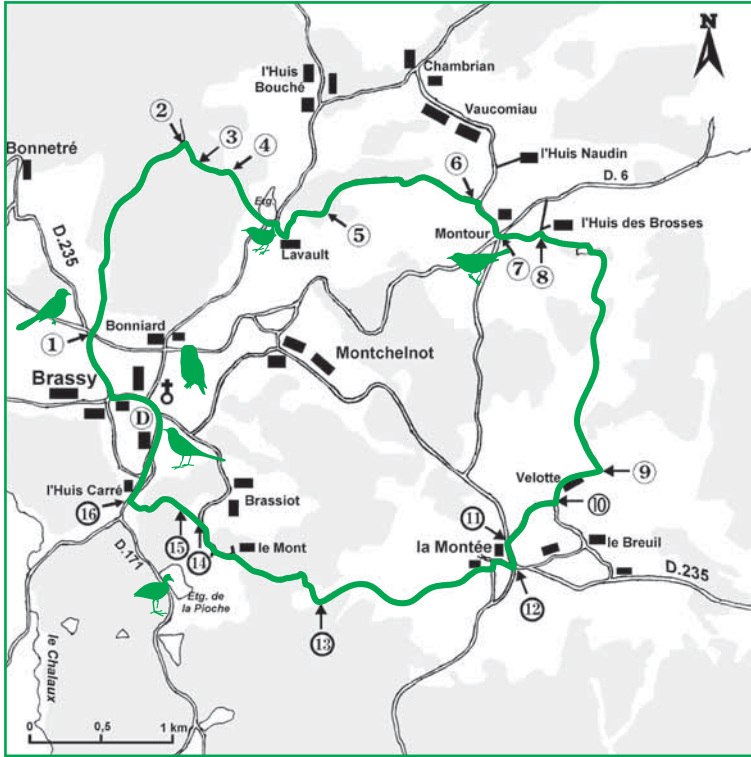 N
Chambrian
l'Huis
Bouché
Vaucomiau
2
3
4
Bonnetré
6
l'Huis Naudin
D. 6
Etg.
l'Huis des Brosses
5
Montour
7
8
Lavault
D.235
1
Bonniard
Montchelnot
Brassy
D
Velotte
9
10
l'Huis Carré
Brassiot
16
11
15
14
le Mont
la Montée
le Breuil
D.171
D.235
12
Etg. de
la Pioche
13
le Chalaux
0
0,5
1 km